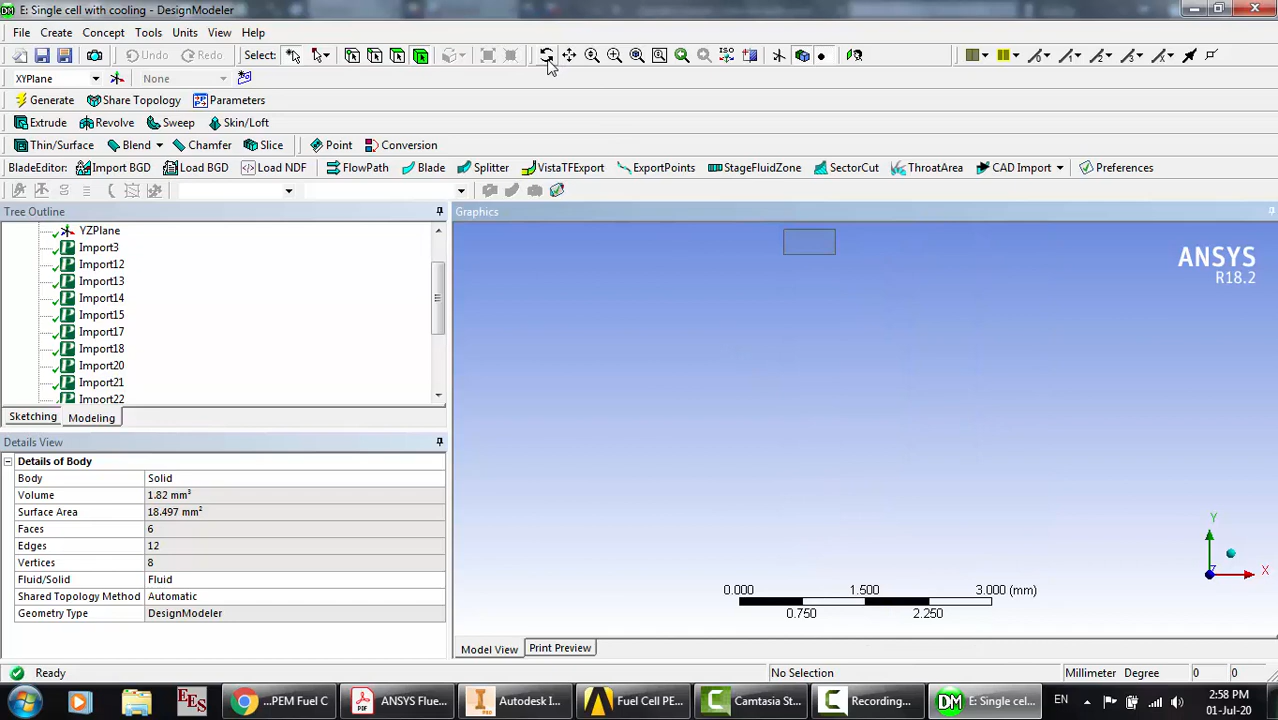 E: Single cell with cooling - DesignModeler
File Create Concept Tools Units View Help
Undo Redo Select: ISO
XYPlane None
Generate Share Topology Parameters
Extrude Revolve Sweep Skin/Loft
Thin/Surface Blend Chamfer Slice Point Conversion
BladeEditor: Import BGD Load BGD Load NDF FlowPath Blade Splitter VistaTFExport ExportPoints StageFluidZone SectorCut ThroatArea CAD Import Preferences
Tree Outline
YZPlane
Import3
Import12
Import13
Import14
Import15
Import17
Import18
Import20
Import21
Import22
Sketching Modeling
Details View
Details of Body
Body Solid
Volume 1.82 mm³
Surface Area 18.497 mm²
Faces 6
Edges 12
Vertices 8
Fluid/Solid Fluid
Shared Topology Method Automatic
Geometry Type DesignModeler
Graphics
ANSYS
R18.2
Y
Z
X
0.000 1.500 3.000 (mm)
0.750 2.250
Model View Print Preview
Ready No Selection Millimeter Degree 0 0
EES ...PEM Fuel C ANSYS Flue... Autodesk I... Fuel Cell PE... Camtasia St... Recording... E: Single cel... EN 2:58 PM
01-Jul-20